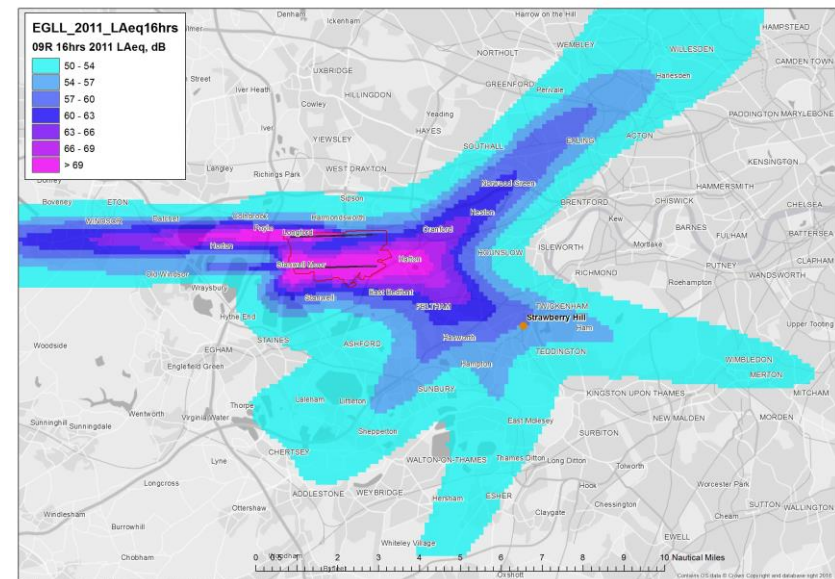 EGLL_2011_LAeq16hrs
09R 16hrs 2011 LAeq, dB
50 - 54
54 - 57
57 - 60
60 - 63
63 - 66
66 - 69
> 69
Denham
Ickenham
Harrow on the Hill
HAMPSTEAD
WEMBLEY
WILLESDEN
NORTHOLT
CAMDEN TOWN
UXBRIDGE
GREENFORD
Harlesden
Iver Heath
HILLINGDON
Perivale
Cowley
PADDINGTON
MARYLEBONE
Yeading
Iver
EALING
ACTON
HAYES
YIEWSLEY
SOUTHALL
KENSINGTON
Langley
WEST DRAYTON
Richings Park
HAMMERSMITH
Norwood Green
Boveney
ETON
Sipson
BRENTFORD
CHISWICK
CHELSEA
WINDSOR
Datchet
Colnbrook
Harmondsworth
Heston
Kew
BARNES
Poyle
Longford
Cranford
FULHAM
BATTERSEA
Horton
HOUNSLOW
ISLEWORTH
Mortlake
Hatton
PUTNEY
CLAPHAM
Stanwell Moor
RICHMOND
WANDSWORTH
Old Windsor
Roehampton
Wraysbury
Stanwell
East Bedfont
FELTHAM
TWICKENHAM
Hythe End
Strawberry Hill
Upper Tooting
Ham
STAINES
Hanworth
Woodside
ASHFORD
TEDDINGTON
EGHAM
WIMBLEDON
Englefield Green
Hampton
MERTON
SUNBURY
KINGSTON UPON THAMES
MITCHAM
Thorpe
Laleham
Littleton
Wentworth
Virginia Water
NEW MALDEN
MORDEN
Sunninghill
Sunningdale
East Molesey
Shepperton
SURBITON
CHERTSEY
Lyne
WALTON-ON-THAMES
Thames Ditton
Long Ditton
Tolworth
Longcross
Worcester Park
ADDLESTONE
WEYBRIDGE
Hersham
ESHER
Hook
Ottershaw
Chessington
SUTTON
WALLINGTON
Windlesham
Claygate
Cheam
Burrowhill
EWELL
Whiteley Village
Chobham
0 0.5 1 2 3 4 5 6 7 8 9 10 Nautical Miles
Oxshott